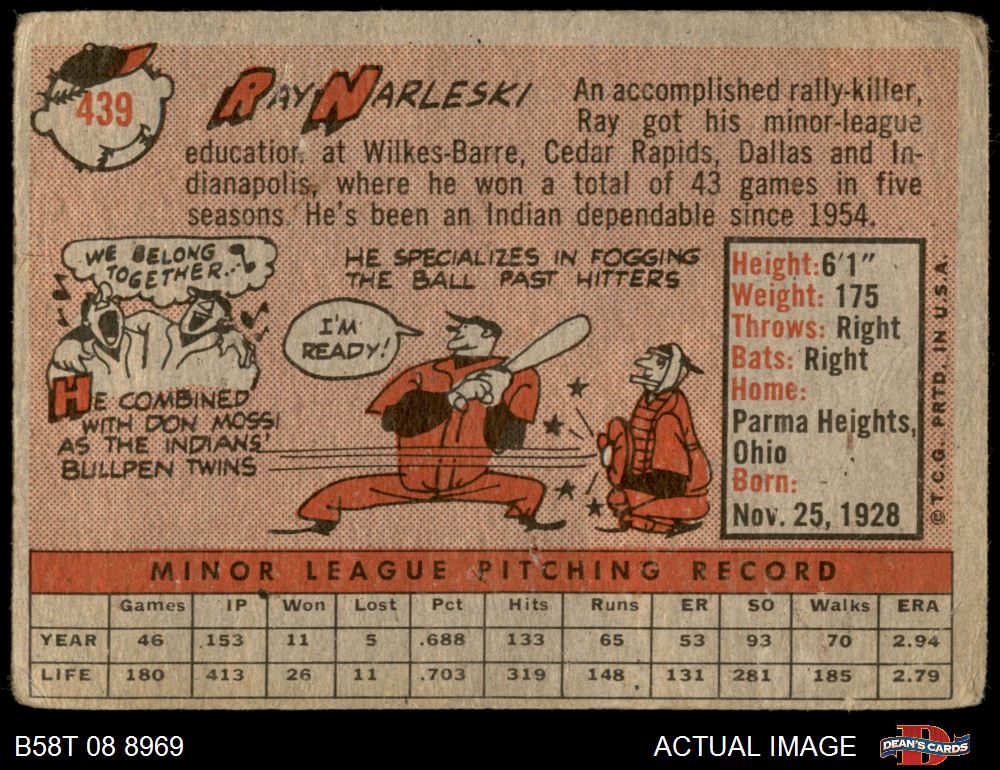 439
RAY NARLESKI
An accomplished rally-killer,
Ray got his minor-league
education at Wilkes-Barre, Cedar Rapids, Dallas and In-
dianapolis, where he won a total of 43 games in five
seasons. He's been an Indian dependable since 1954.
WE BELONG
TOGETHER...
HE COMBINED
WITH DON MOSSI
AS THE INDIANS'
BULLPEN TWINS
HE SPECIALIZES IN FOGGING
THE BALL PAST HITTERS
I'M
READY!
Height: 6'1"
Weight: 175
Throws: Right
Bats: Right
Home:
Parma Heights,
Ohio
Born:
Nov. 25, 1928
© T.C.G. PRTD. IN U.S.A.
MINOR LEAGUE PITCHING RECORD
Games IP Won Lost Pct Hits Runs ER SO Walks ERA
YEAR 46 153 11 5 .688 133 65 53 93 70 2.94
LIFE 180 413 26 11 .703 319 148 131 281 185 2.79
B58T 08 8969
ACTUAL IMAGE
DEAN'S CARDS